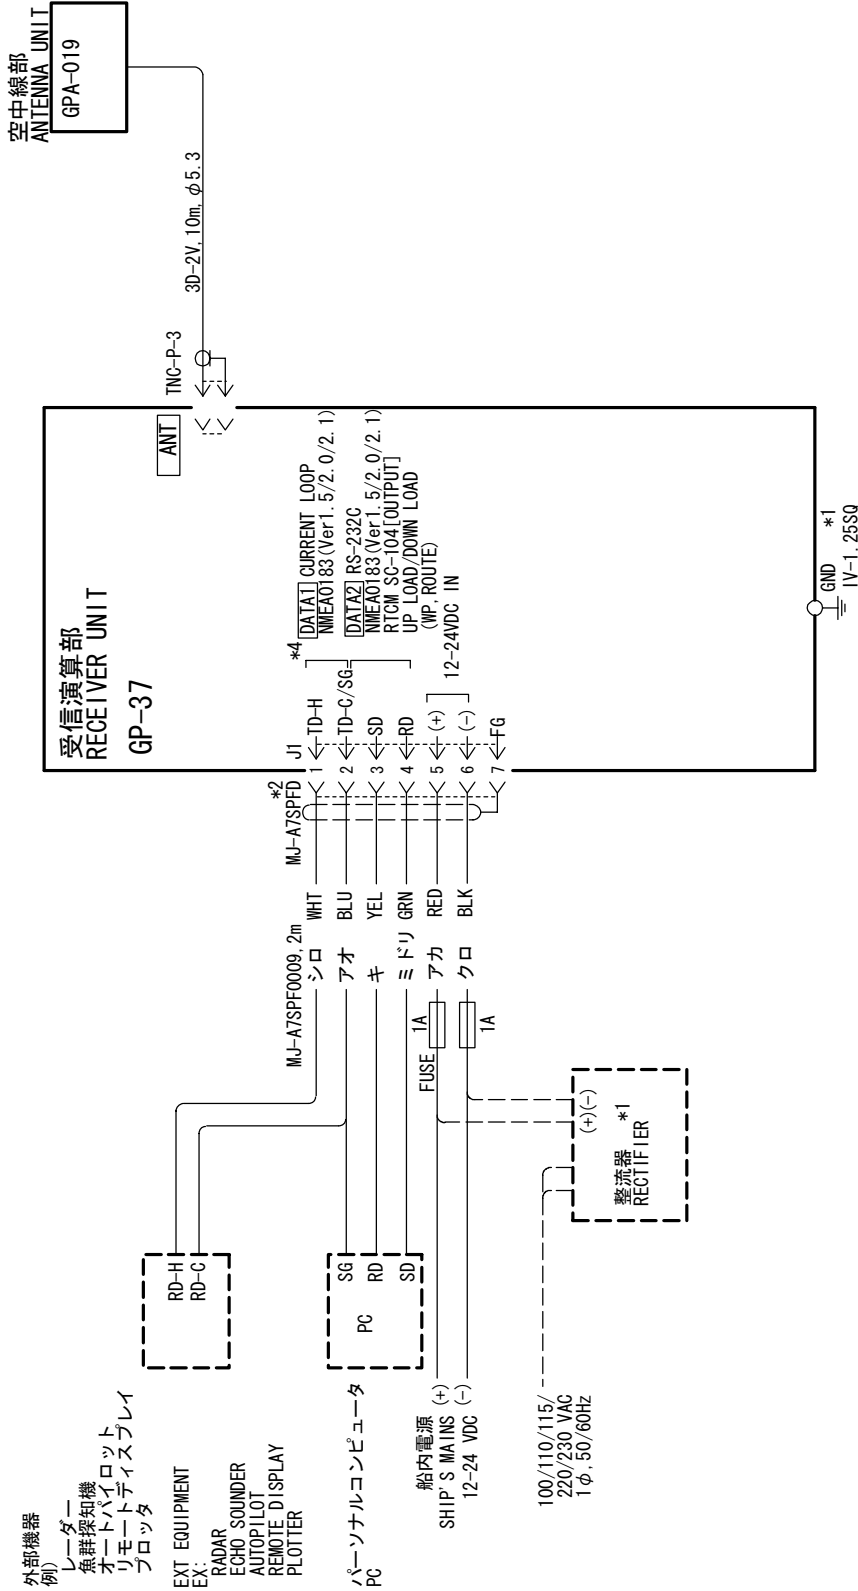 空中線部
ANTENNA UNIT
GPA-019
3D-2V,10m,φ5.3
TNC-P-3
ANT
受信演算部
RECEIVER UNIT
GP-37
*4
DATA1 CURRENT LOOP
NMEA0183(Ver1.5/2.0/2.1)
DATA2 RS-232C
NMEA0183(Ver1.5/2.0/2.1)
RTCM SC-104[OUTPUT]
UP LOAD/DOWN LOAD
(WP,ROUTE)
12-24VDC IN
GND *1
IV-1.25SQ
*2
MJ-A7SPFD
J1
1 TD-H
2 TD-C/SG
3 SD
4 RD
5 (+)
6 (-)
7 FG
MJ-A7SPF0009,2m
シロ WHT
アオ BLU
キ YEL
ミドリ GRN
アカ RED
クロ BLK
FUSE
1A
1A
整流器
RECTIFIER
*1
(+)(-)
RD-H
RD-C
SG
RD
SD
PC
外部機器
例)
レーダー
魚群探知機
オートパイロット
リモートディスプレイ
プロッタ
EXT EQUIPMENT
EX:
RADAR
ECHO SOUNDER
AUTOPILOT
REMOTE DISPLAY
PLOTTER
パーソナルコンピュータ
PC
船内電源
SHIP'S MAINS
12-24 VDC
(+)
(-)
100/110/115/
220/230 VAC
1φ,50/60Hz